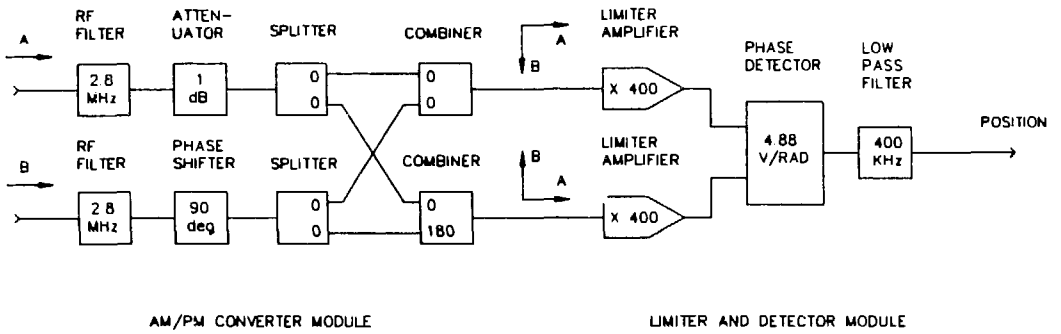 RF
FILTER
ATTEN-
UATOR
SPLITTER
COMBINER
LIMITER
AMPLIFIER
PHASE
DETECTOR
LOW
PASS
FILTER
A
2.8
MHz
1
dB
0
0
0
0
A
B
X 400
4.88
V/RAD
400
KHz
POSITION
RF
FILTER
PHASE
SHIFTER
SPLITTER
COMBINER
LIMITER
AMPLIFIER
B
2.8
MHz
90
deg
0
0
0
180
B
A
X 400
AM/PM CONVERTER MODULE
LIMITER AND DETECTOR MODULE